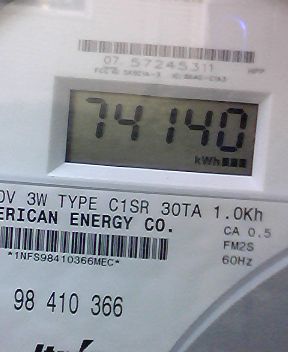 07 57245311
74140
kWh
0V 3W TYPE C1SR 30TA 1.0Kh
ERICAN ENERGY CO.
CA 0.5
FM2S
*1NFS98410366MEC*
60Hz
98 410 366